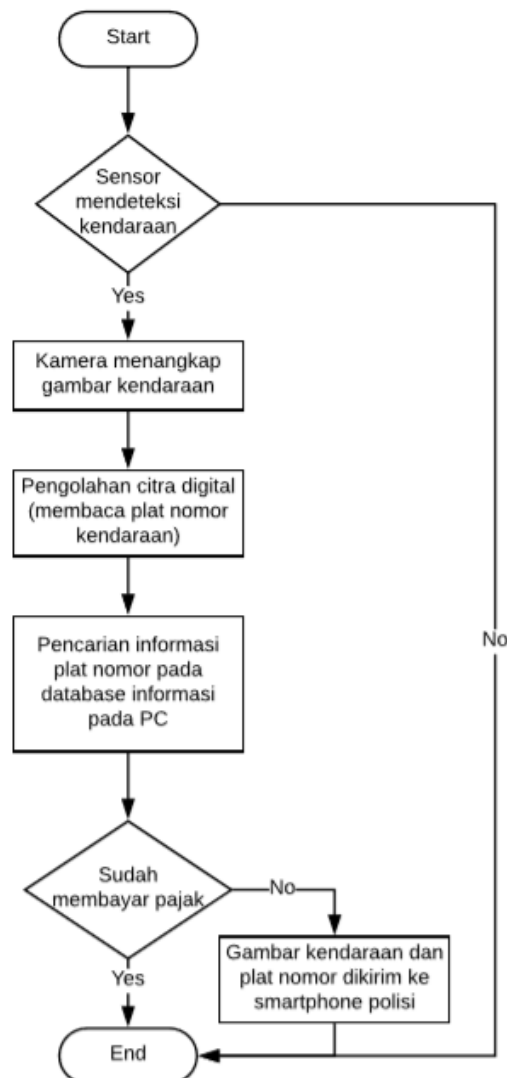 Start
Sensor
mendeteksi
kendaraan
Yes
Kamera menangkap
gambar kendaraan
Pengolahan citra digital
(membaca plat nomor
kendaraan)
Pencarian informasi
plat nomor pada
database informasi
pada PC
No
Sudah
membayar pajak
No
Yes
Gambar kendaraan dan
plat nomor dikirim ke
smartphone polisi
End